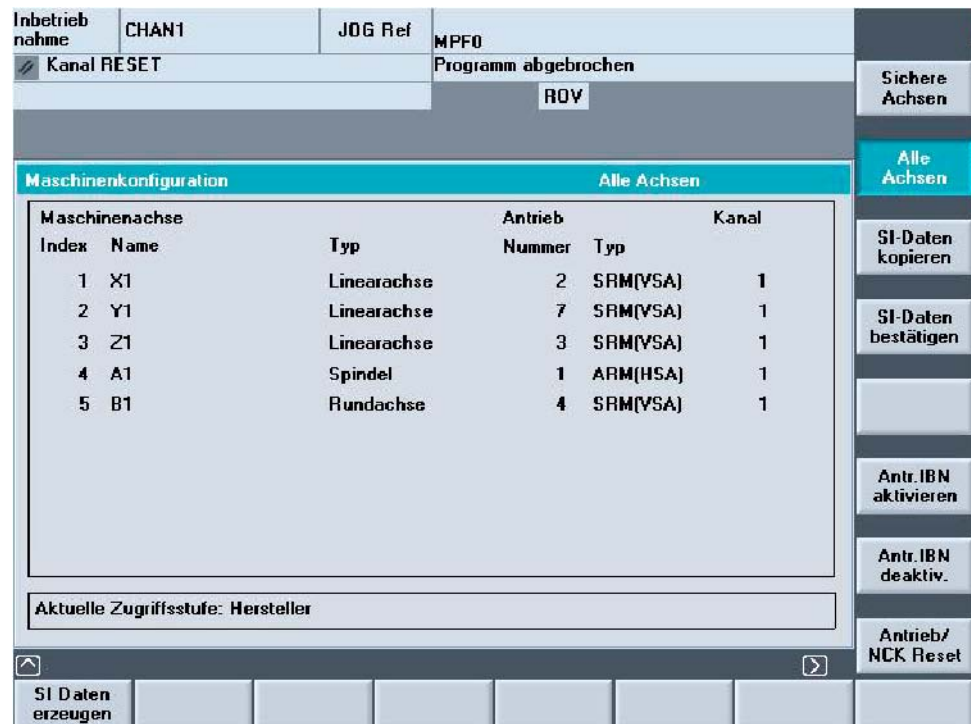 Inbetrieb
nahme
CHAN1
JOG Ref
MPF0
Kanal RESET
Programm abgebrochen
ROV
Maschinenkonfiguration Alle Achsen
Maschinenachse Antrieb Kanal
Index Name Typ Nummer Typ
1 X1 Linearachse 2 SRM(VSA) 1
2 Y1 Linearachse 7 SRM(VSA) 1
3 Z1 Linearachse 3 SRM(VSA) 1
4 A1 Spindel 1 ARM(HSA) 1
5 B1 Rundachse 4 SRM(VSA) 1
Aktuelle Zugriffsstufe: Hersteller
Sichere
Achsen
Alle
Achsen
SI-Daten
kopieren
SI-Daten
bestätigen
Antr.IBN
aktivieren
Antr.IBN
deaktiv.
Antrieb/
NCK Reset
SI Daten
erzeugen